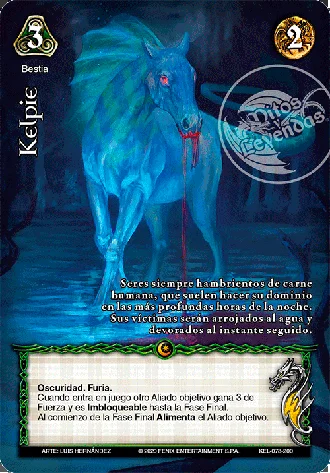 3
2
Bestia
Kelpie
Mitos
y
Leyendas
Seres siempre hambrientos de carne
humana, que suelen hacer su dominio
en las más profundas horas de la noche.
Sus víctimas serán arrojados al agua y
devorados al instante seguido.
Oscuridad. Furia.
Cuando entra en juego otro Aliado objetivo gana 3 de
Fuerza y es Imbloqueable hasta la Fase Final.
Al comienzo de la Fase Final Alimenta el Aliado objetivo.
ARTE: LUIS HERNÁNDEZ
© 2020 FENIX ENTERTAINMENT S.P.A.